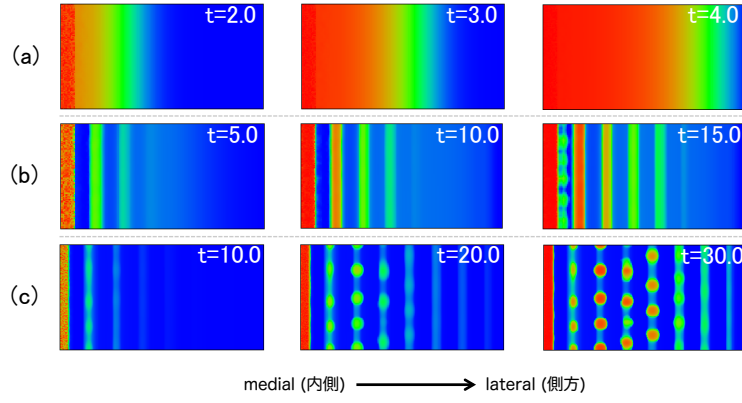 (a)
t=2.0
t=3.0
t=4.0
(b)
t=5.0
t=10.0
t=15.0
(c)
t=10.0
t=20.0
t=30.0
medial (内側)
lateral (側方)